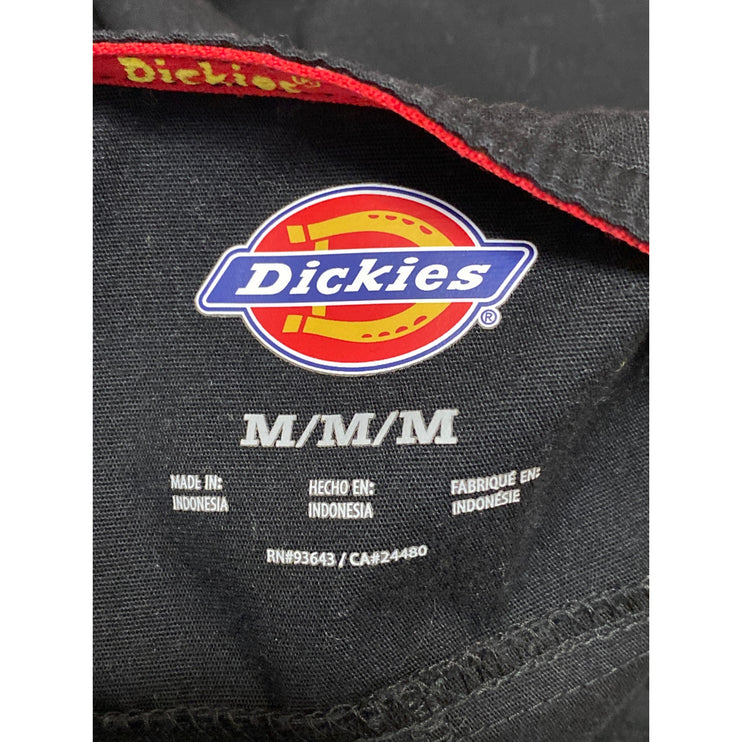 Dickies®
Dickies®
M/M/M
MADE IN: HECHO EN: FABRIQUÉ EN:
INDONESIA INDONESIA INDONÉSIE
RN#93643 / CA#24480